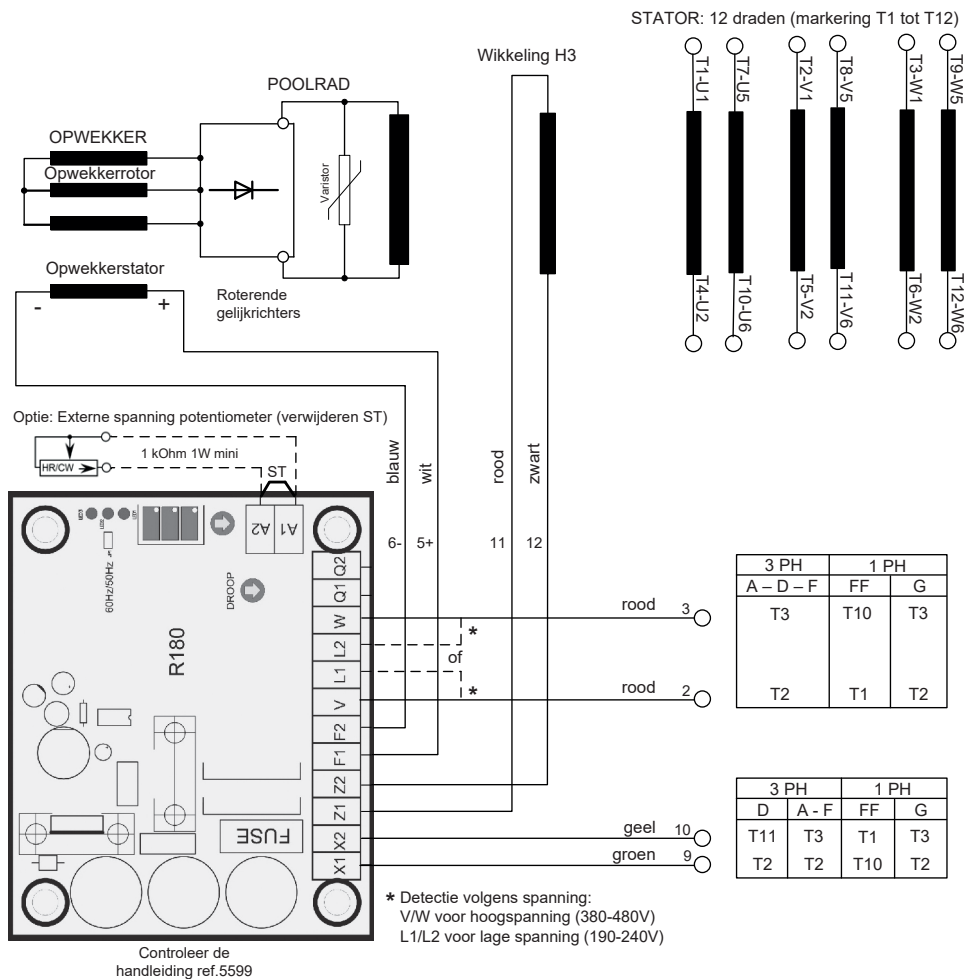 STATOR: 12 draden (markering T1 tot T12)
T1-U1
T7-U5
T2-V1
T8-V5
T3-W1
T9-W5
T4-U2
T10-U6
T5-V2
T11-V6
T6-W2
T12-W6
Wikkeling H3
POOLRAD
OPWEKKER
Opwekkerrotor
Varistor
Opwekkerstator
- +
Roterende
gelijkrichters
Optie: Externe spanning potentiometer (verwijderen ST)
1 kOhm 1W mini
HR/CW
ST
A2 A1
blauw
wit
rood
zwart
6- 5+ 11 12
60Hz/50Hz
DROOP
R180
FUSE
Q2
Q1
W
L2
L1
V
F2
F1
Z2
Z1
X2
X1
rood 3
*
of
*
rood 2
geel 10
groen 9
3 PH 1 PH
A – D – F FF G
T3 T10 T3
T2 T1 T2
3 PH 1 PH
D A - F FF G
T11 T3 T1 T3
T2 T2 T10 T2
* Detectie volgens spanning:
V/W voor hoogspanning (380-480V)
L1/L2 voor lage spanning (190-240V)
Controleer de
handleiding ref.5599